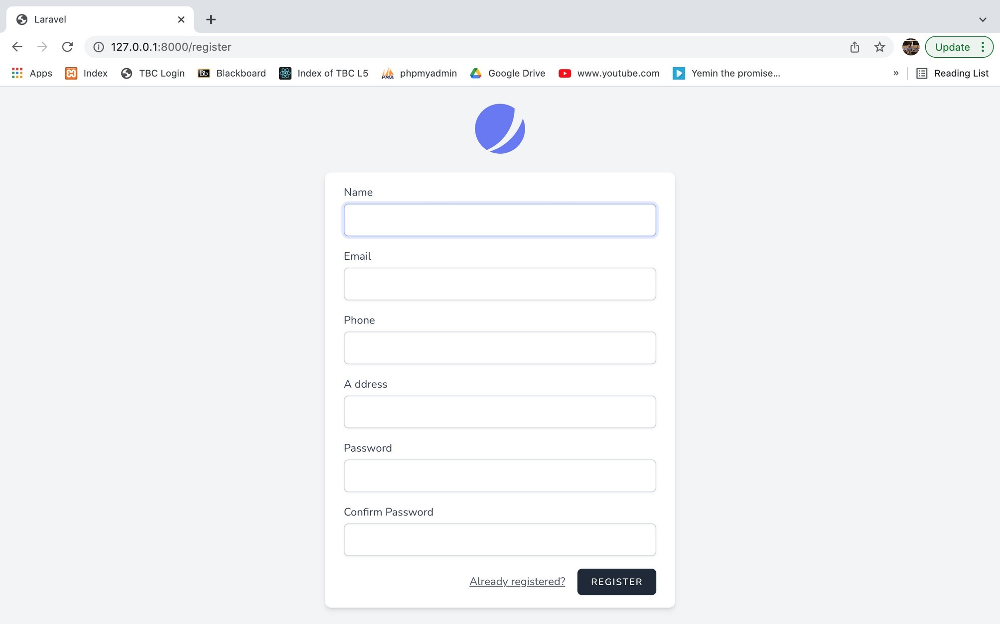 Laravel
127.0.0.1:8000/register
Update
Apps Index TBC Login Bb Blackboard Index of TBC L5 PMA phpmyadmin Google Drive www.youtube.com Yemin the promise... » Reading List
Name
Email
Phone
A ddress
Password
Confirm Password
Already registered? REGISTER